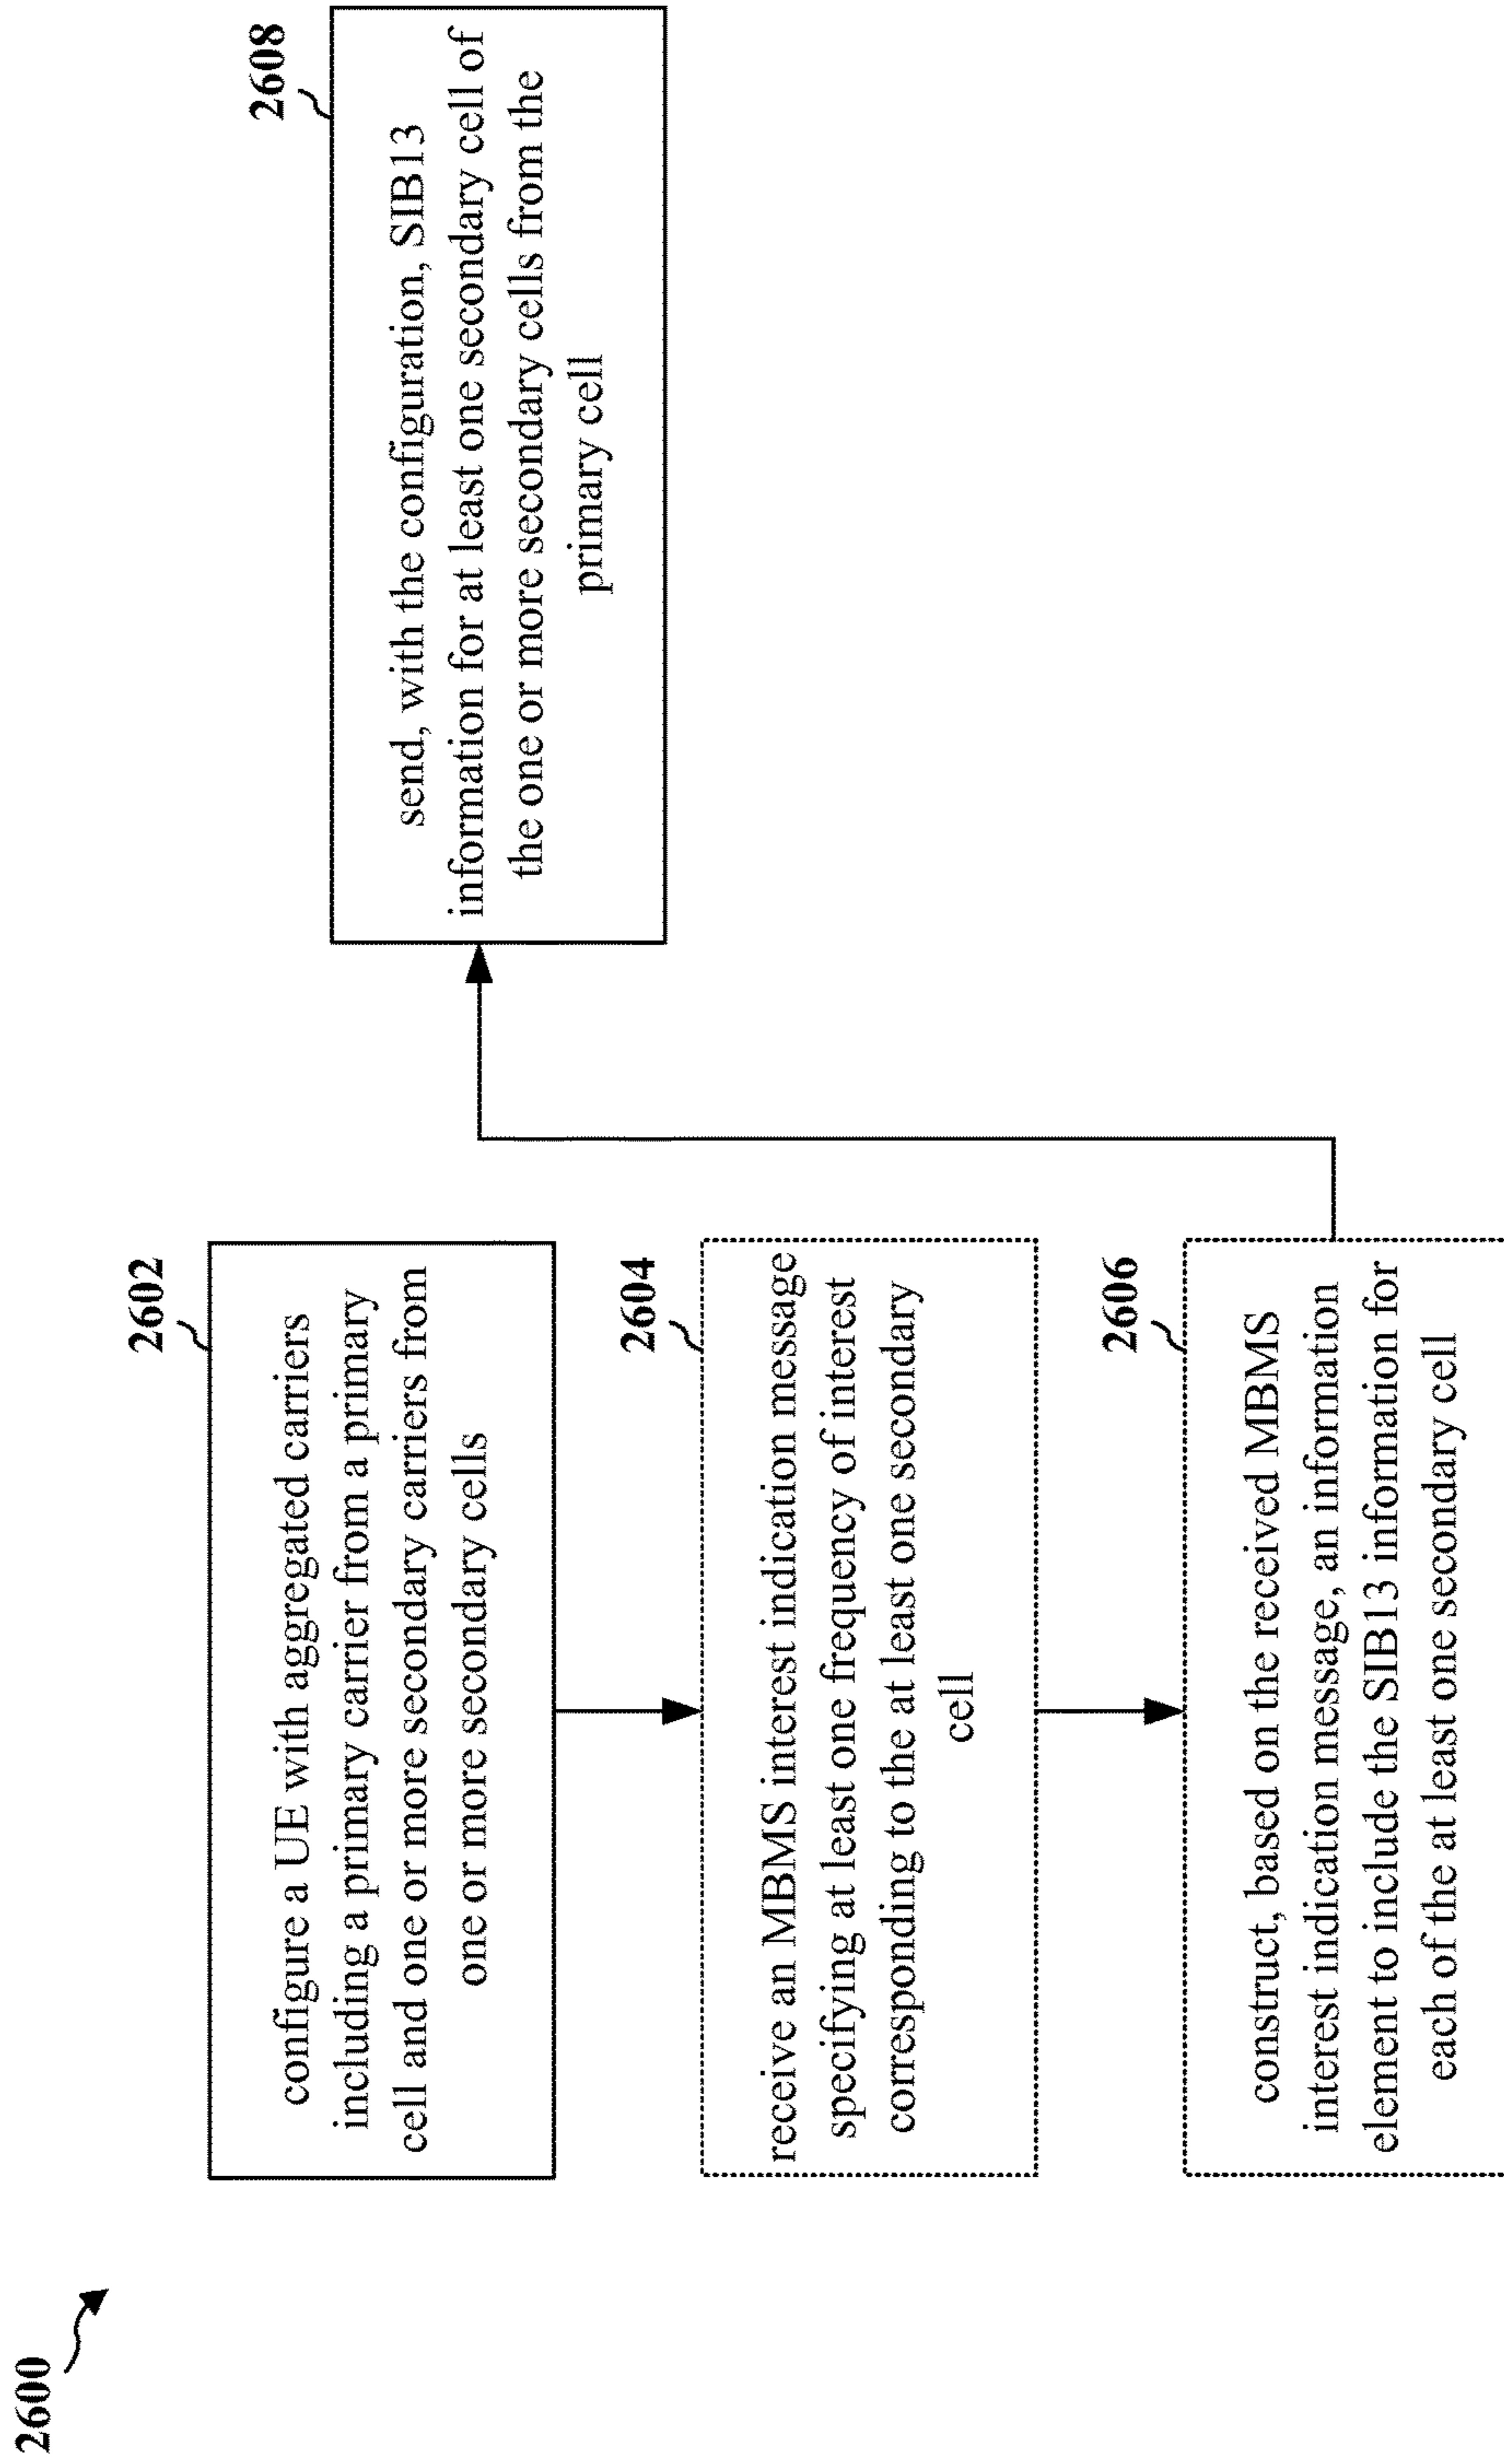 2600
2602
configure a UE with aggregated carriers
including a primary carrier from a primary
cell and one or more secondary carriers from
one or more secondary cells
2604
receive an MBMS interest indication message
specifying at least one frequency of interest
corresponding to the at least one secondary
cell
2606
construct, based on the received MBMS
interest indication message, an information
element to include the SIB13 information for
each of the at least one secondary cell
2608
send, with the configuration, SIB13
information for at least one secondary cell of
the one or more secondary cells from the
primary cell